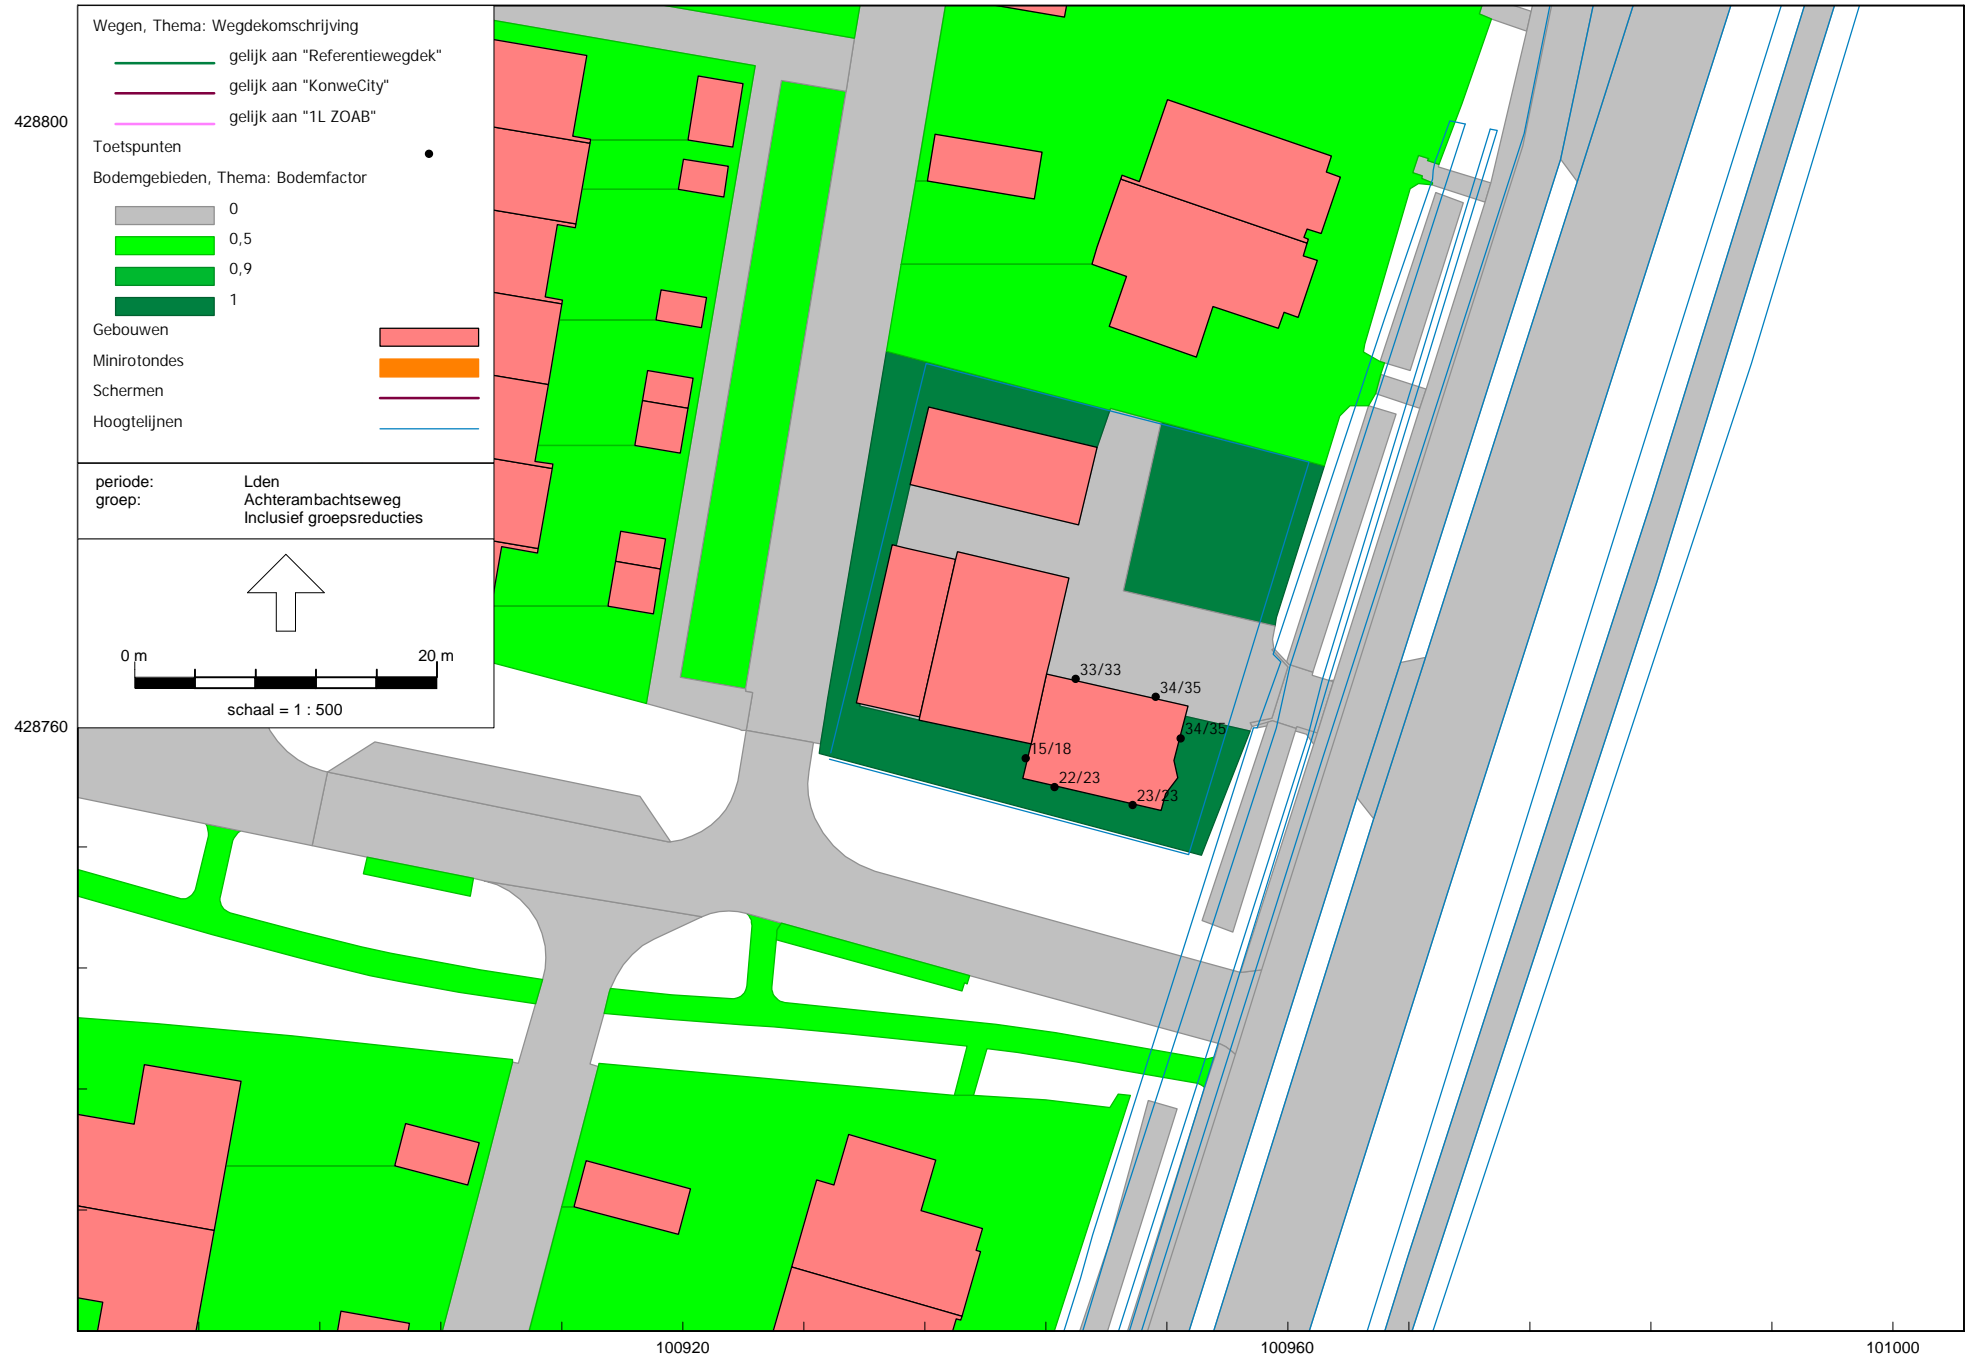 Wegen, Thema: Wegdekomschrijving
gelijk aan "Referentiewegdek"
gelijk aan "KonweCity"
gelijk aan "1L ZOAB"
Toetspunten
Bodemgebieden, Thema: Bodemfactor
0
0,5
0,9
1
Gebouwen
Minirotondes
Schermen
Hoogtelijnen
periode: Lden
groep: Achterambachtseweg
Inclusief groepsreducties
0 m 20 m
schaal = 1 : 500
428800
428760
33/33
34/35
34/35
15/18
22/23
23/23
100920 100960 101000